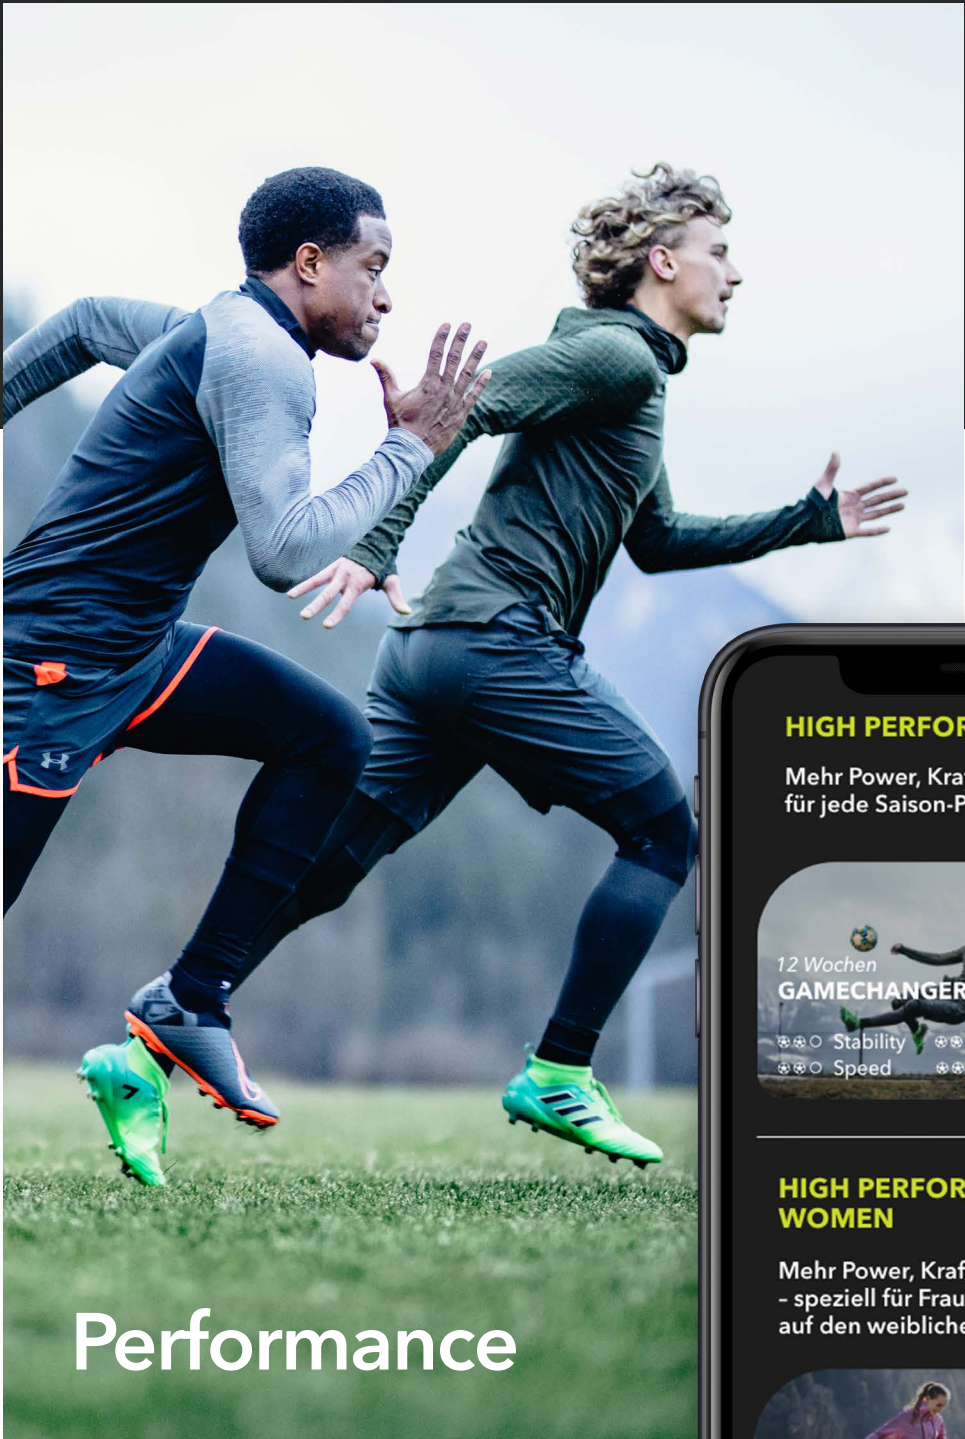 HIGH PERFOR
Mehr Power, Kraf
für jede Saison-P
12 Wochen
GAMECHANGER
Stability
Speed
HIGH PERFOR
WOMEN
Mehr Power, Kraf
– speziell für Frau
auf den weibliche
Performance